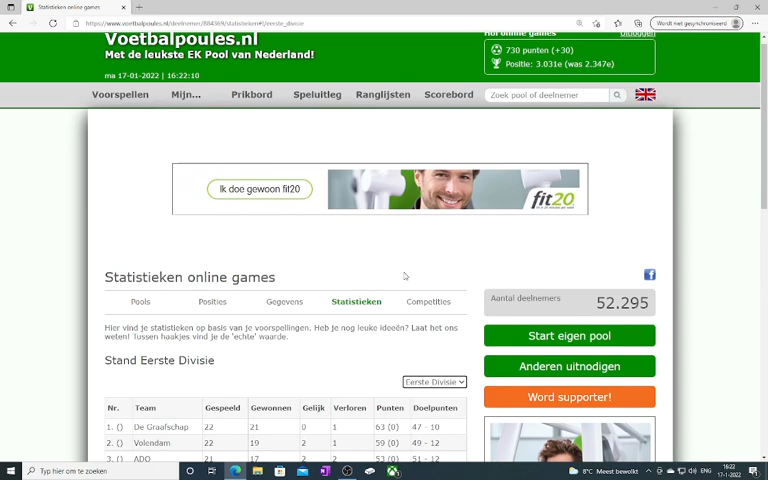 Statistieken online games
https://www.voetbalpoules.nl/deelnemer/884369/statistieken#!/eerste_divisie
Wordt niet gesynchroniseerd
Voetbalpoules.nl
Met de leukste EK Pool van Nederland!
ma 17-01-2022 | 16:22:10
Hoi online games
Uitloggen
730 punten (+30)
Positie: 3.031e (was 2.347e)
Voorspellen Mijn... Prikbord Speluitleg Ranglijsten Scorebord
Zoek pool of deelnemer
Ik doe gewoon fit20
fit20
Statistieken online games
Pools Posities Gegevens Statistieken Competities
Hier vind je statistieken op basis van je voorspellingen. Heb je nog leuke ideeën? Laat het ons
weten! Tussen haakjes vind je de 'echte' waarde.
Stand Eerste Divisie
Eerste Divisie
Nr. Team Gespeeld Gewonnen Gelijk Verloren Punten Doelpunten
1. () De Graafschap 22 21 0 1 63 (0) 47 - 10
2. () Volendam 22 19 2 1 59 (0) 49 - 12
3. () ADO 21 17 2 2 53 (0) 51 - 12
Aantal deelnemers
52.295
Start eigen pool
Anderen uitnodigen
Word supporter!
Typ hier om te zoeken
8°C Meest bewolkt
ENG
16:22
17-1-2022